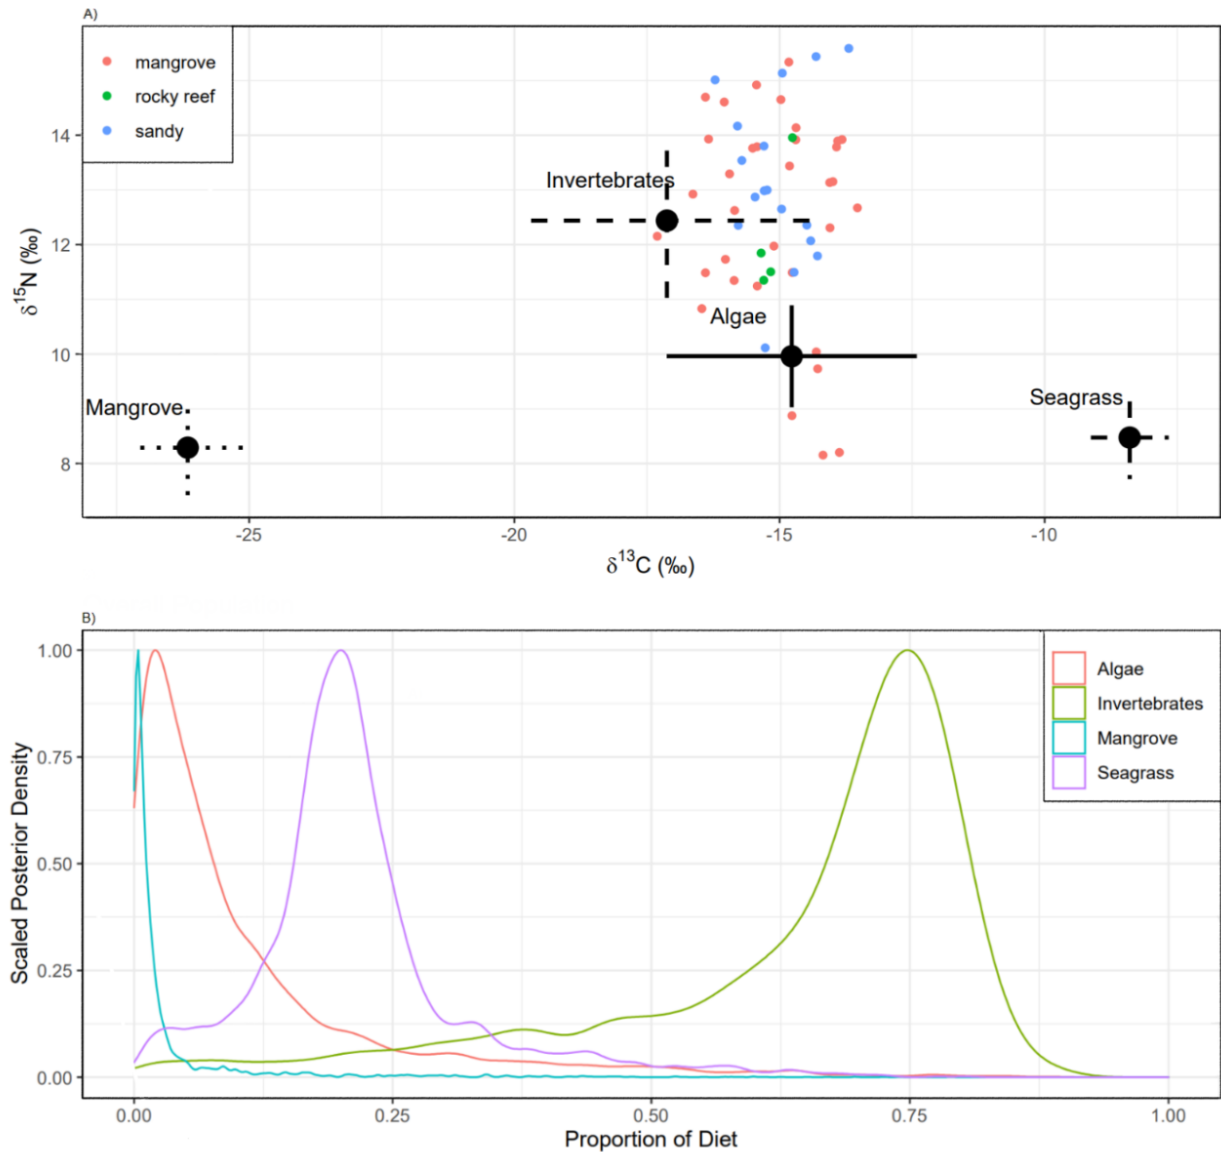 A)
mangrove
rocky reef
sandy
14
12
10
8
δ15N (‰)
Invertebrates
Algae
Mangrove
Seagrass
-25 -20 -15 -10
δ13C (‰)
B)
1.00
0.75
0.50
0.25
0.00
Scaled Posterior Density
Algae
Invertebrates
Mangrove
Seagrass
0.00 0.25 0.50 0.75 1.00
Proportion of Diet